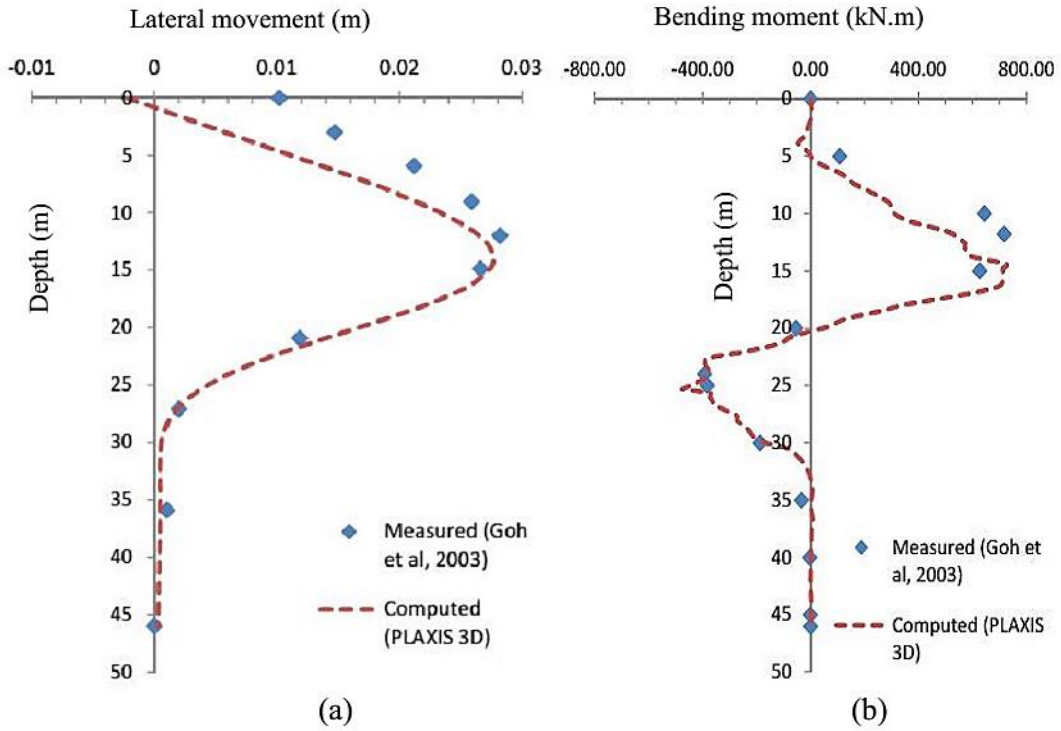 Lateral movement (m)
-0.01 0 0.01 0.02 0.03
0
5
10
15
20
25
30
35
40
45
50
Depth (m)
Measured (Goh
et al, 2003)
Computed
(PLAXIS 3D)
(a)
Bending moment (kN.m)
-800.00 -400.00 0.00 400.00 800.00
0
5
10
15
20
25
30
35
40
45
50
Depth (m)
Measured (Goh et
al, 2003)
Computed (PLAXIS
3D)
(b)